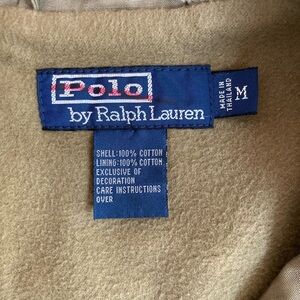 Polo
by Ralph Lauren
MADE IN
THAILAND
M
SHELL:100% COTTON
LINING:100% COTTON
EXCLUSIVE OF
DECORATION
CARE INSTRUCTIONS
OVER